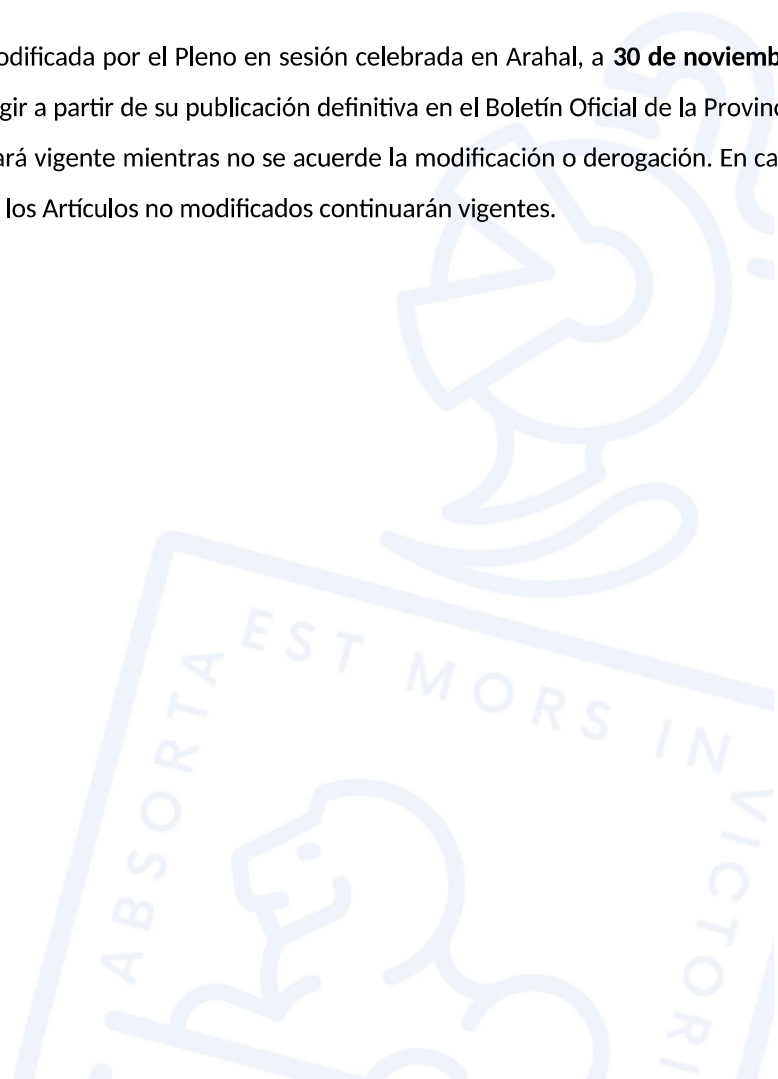 odificada por el Pleno en sesión celebrada en Arahal, a 30 de noviemb
gir a partir de su publicación definitiva en el Boletín Oficial de la Provinc
ará vigente mientras no se acuerde la modificación o derogación. En ca
los Artículos no modificados continuarán vigentes.
ABSORTA
EST MORS IN
VICTORI